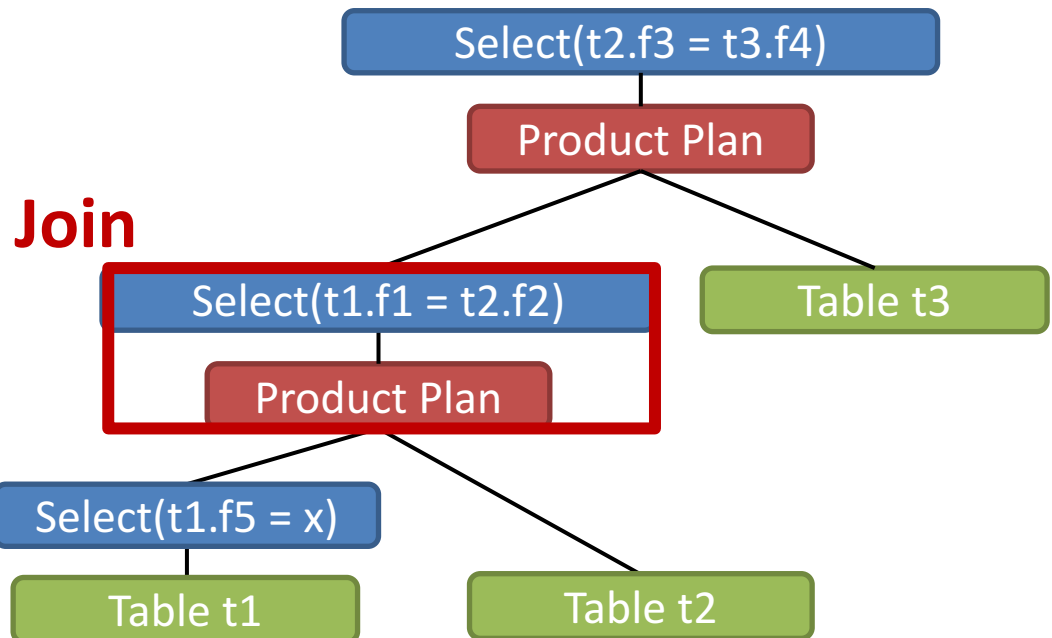 Select(t2.f3 = t3.f4)
Product Plan
Join
Select(t1.f1 = t2.f2)
Table t3
Product Plan
Select(t1.f5 = x)
Table t1
Table t2